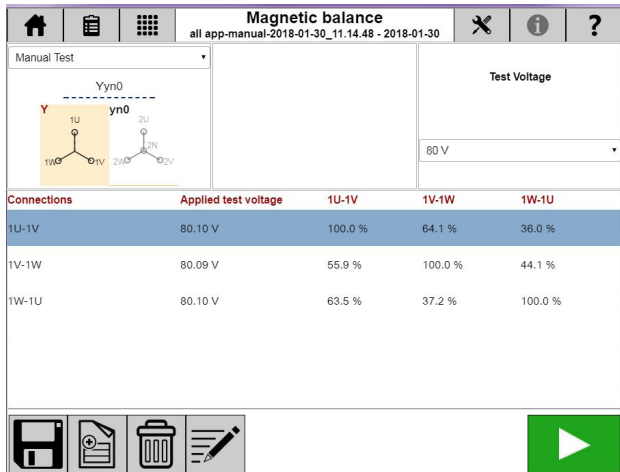 Magnetic balance
all app-manual-2018-01-30_11.14.48 - 2018-01-30
i
?
Manual Test
Yyn0
Y
yn0
1U
2U
2N
1W
1V
2W
2V
Test Voltage
80 V
Connections Applied test voltage 1U-1V 1V-1W 1W-1U
1U-1V 80.10 V 100.0 % 64.1 % 36.0 %
1V-1W 80.09 V 55.9 % 100.0 % 44.1 %
1W-1U 80.10 V 63.5 % 37.2 % 100.0 %